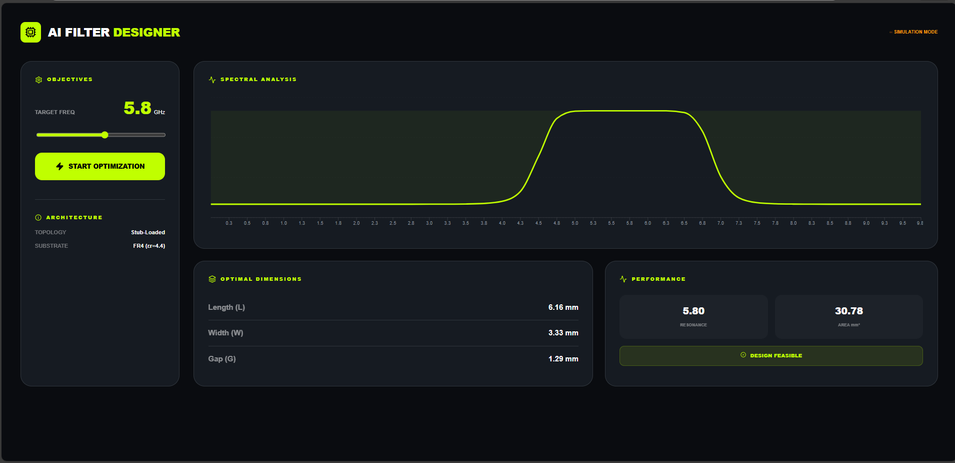 AI FILTER DESIGNER
- SIMULATION MODE
OBJECTIVES
TARGET FREQ 5.8 GHz
START OPTIMIZATION
ARCHITECTURE
TOPOLOGY Stub-Loaded
SUBSTRATE FR4 (εr=4.4)
SPECTRAL ANALYSIS
0.3 0.5 0.8 1.0 1.3 1.5 1.8 2.0 2.3 2.5 2.8 3.0 3.3 3.5 3.8 4.0 4.3 4.5 4.8 5.0 5.3 5.5 5.8 6.0 6.3 6.5 6.8 7.0 7.3 7.5 7.8 8.0 8.3 8.5 8.8 9.0 9.3 9.5 9.8
OPTIMAL DIMENSIONS
Length (L) 6.16 mm
Width (W) 3.33 mm
Gap (G) 1.29 mm
PERFORMANCE
5.80
RESONANCE
30.78
AREA mm²
DESIGN FEASIBLE